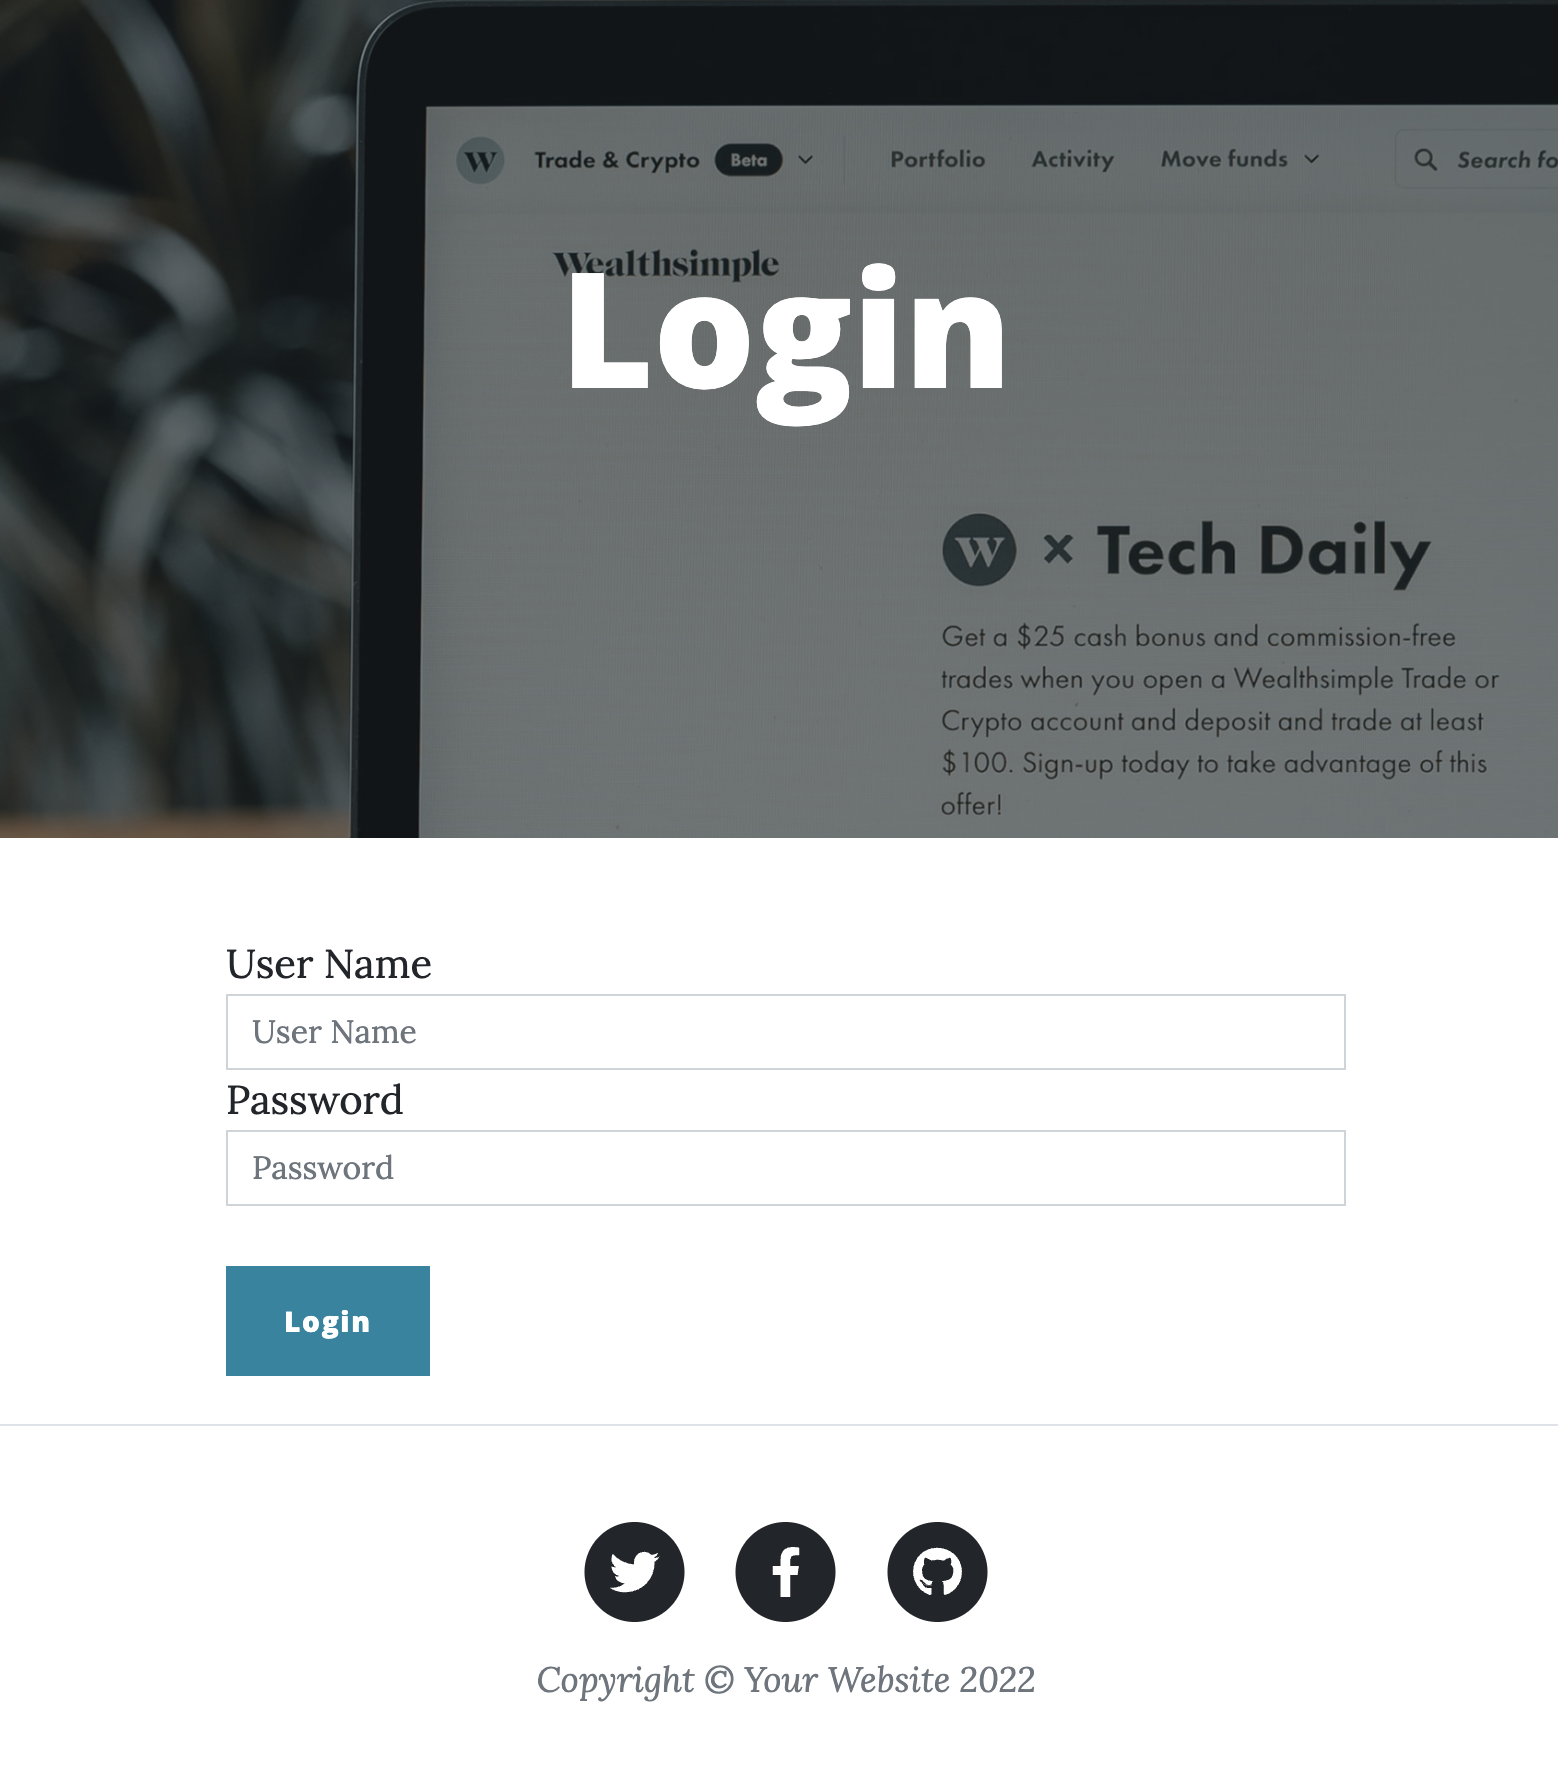 W Trade & Crypto Beta Portfolio Activity Move funds Search fo
Wealthsimple
Login
W × Tech Daily
Get a $25 cash bonus and commission-free
trades when you open a Wealthsimple Trade or
Crypto account and deposit and trade at least
$100. Sign-up today to take advantage of this
offer!
User Name
User Name
Password
Password
Login
Copyright © Your Website 2022